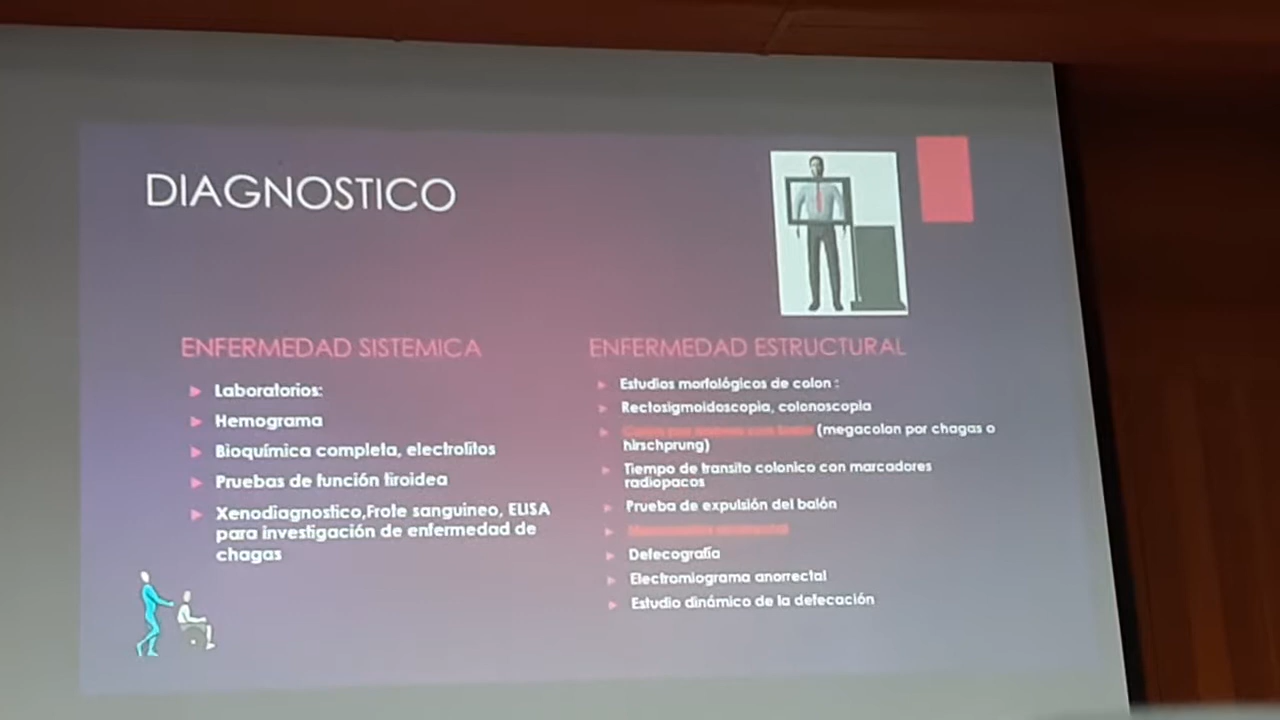 DIAGNOSTICO
ENFERMEDAD SISTEMICA
Laboratorios:
Hemograma
Bioquímica completa, electrolitos
Pruebas de función tiroidea
Xenodiagnostico,Frote sanguineo, ELISA
para investigación de enfermedad de
chagas
ENFERMEDAD ESTRUCTURAL
Estudios morfológicos de colon :
Rectosigmoidoscopia, colonoscopia
(megacolon por chagas o
hirschprung)
Tiempo de transito colonico con marcadores
radiopacos
Prueba de expulsión del balón
Defecografía
Electromiograma anorrectal
Estudio dinámico de la defecación